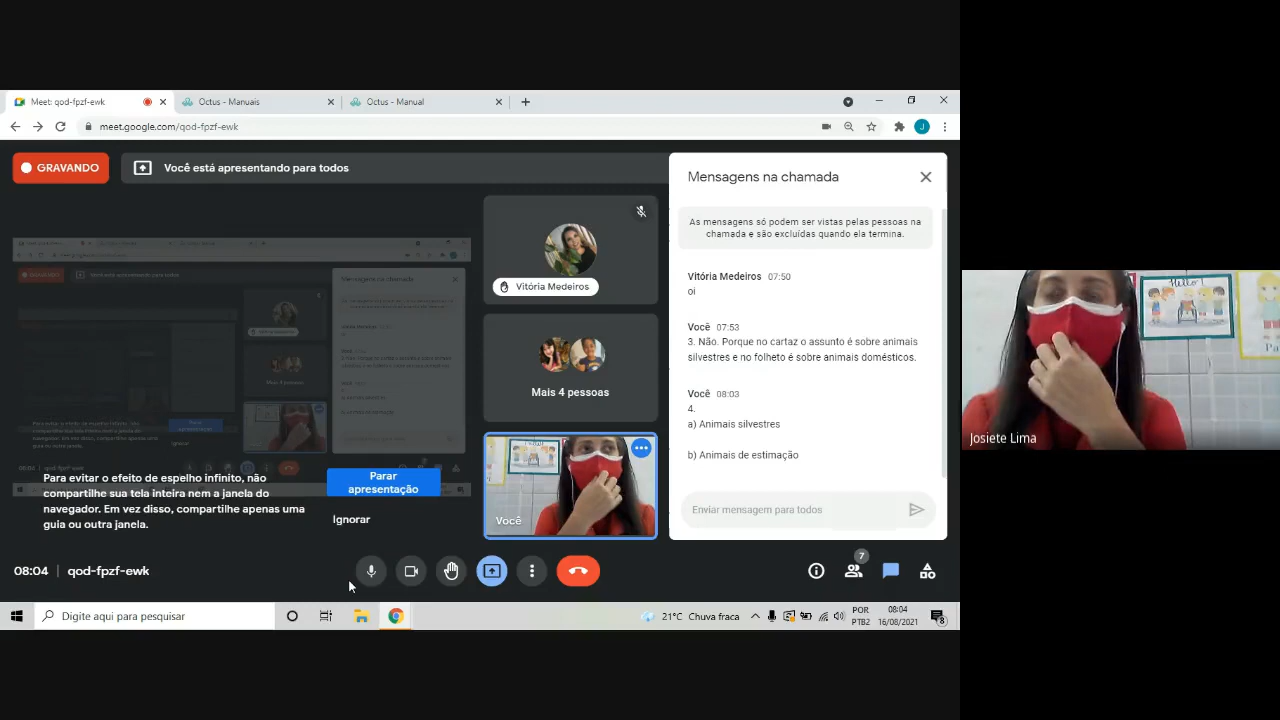 Meet: qod-fpzf-ewk
Octus - Manuais
Octus - Manual
meet.google.com/qod-fpzf-ewk
J
GRAVANDO
Você está apresentando para todos
Mensagens na chamada
As mensagens só podem ser vistas pelas pessoas na
chamada e são excluídas quando ela termina.
Vitória Medeiros 07:50
oi
Você 07:53
3. Não. Porque no cartaz o assunto é sobre animais
silvestres e no folheto é sobre animais domésticos.
Você 08:03
4.
a) Animais silvestres
b) Animais de estimação
Enviar mensagem para todos
Vitória Medeiros
Mais 4 pessoas
Você
Para evitar o efeito de espelho infinito, não
compartilhe sua tela inteira nem a janela do
navegador. Em vez disso, compartilhe apenas uma
guia ou outra janela.
Parar
apresentação
Ignorar
08:04 | qod-fpzf-ewk
7
Digite aqui para pesquisar
21°C Chuva fraca
POR
PTB2
08:04
16/08/2021
8
Hello!
Josiete Lima